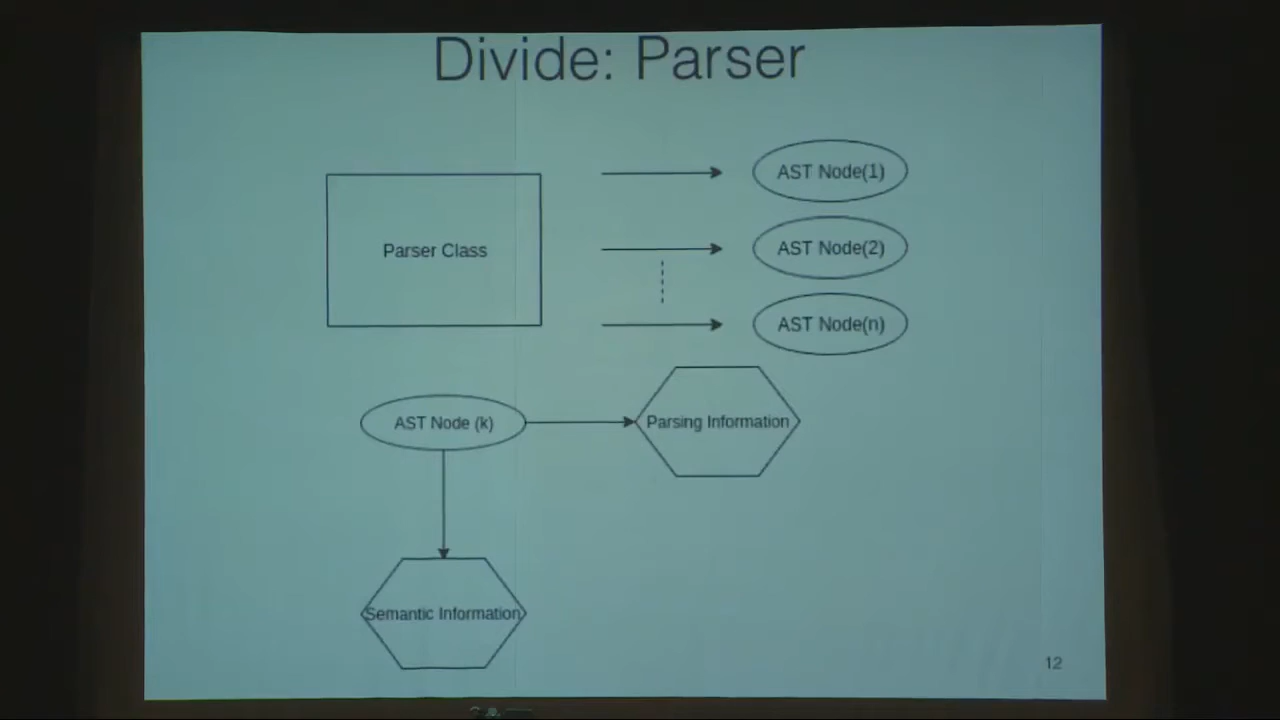 Divide: Parser
AST Node(1)
Parser Class
AST Node(2)
AST Node(n)
AST Node (k)
Parsing Information
Semantic Information
12